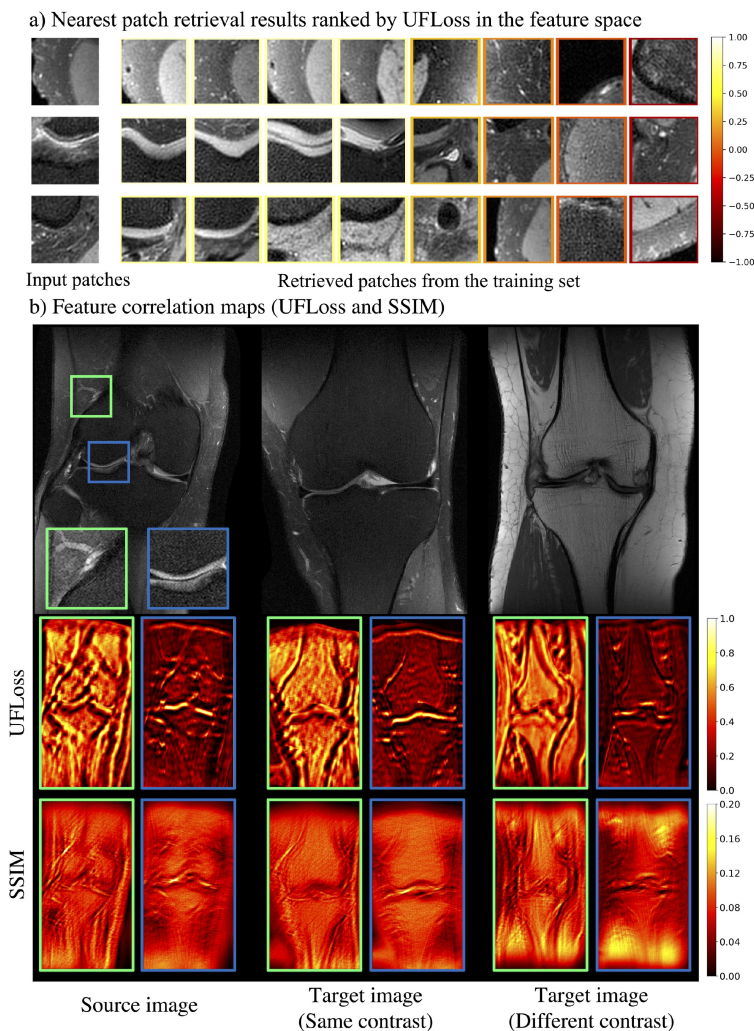 a) Nearest patch retrieval results ranked by UFLoss in the feature space
1.00
0.75
0.50
0.25
0.00
−0.25
−0.50
−0.75
−1.00
Input patches
Retrieved patches from the training set
b) Feature correlation maps (UFLoss and SSIM)
UFLoss
1.0
0.8
0.6
0.4
0.2
0.0
SSIM
0.20
0.16
0.12
0.08
0.04
0.00
Source image
Target image
(Same contrast)
Target image
(Different contrast)